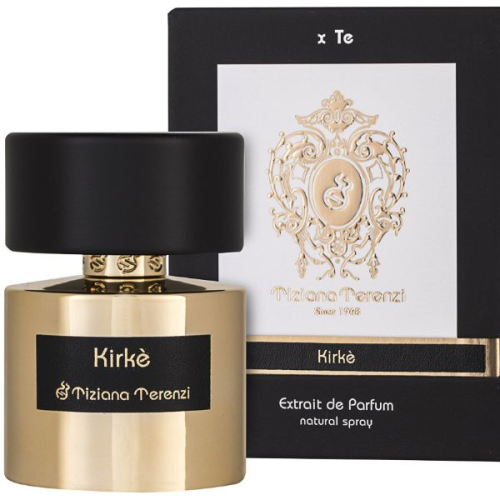 x Te
Tiziana Terenzi
Since 1968
Kirkè
Extrait de Parfum
natural spray
Kirkè
Tiziana Terenzi